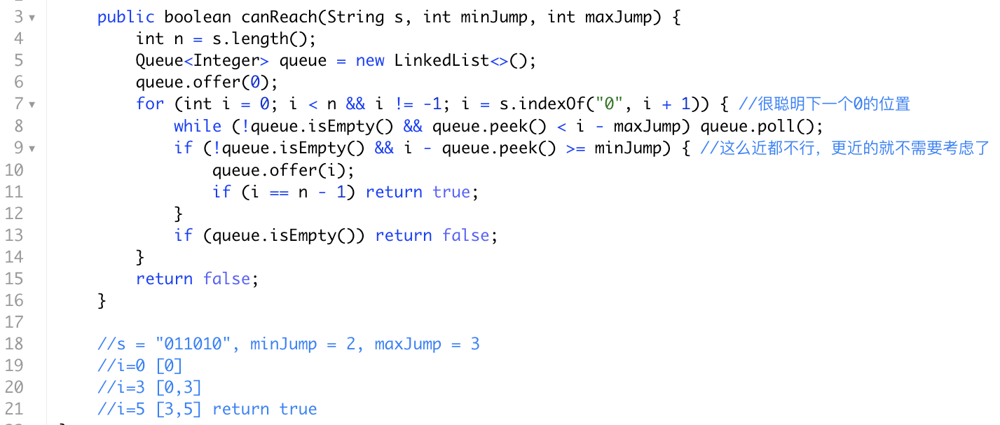 3 public boolean canReach(String s, int minJump, int maxJump) {
4 int n = s.length();
5 Queue<Integer> queue = new LinkedList<>();
6 queue.offer(0);
7 for (int i = 0; i < n && i != -1; i = s.indexOf("0", i + 1)) { //很聪明下一个0的位置
8 while (!queue.isEmpty() && queue.peek() < i - maxJump) queue.poll();
9 if (!queue.isEmpty() && i - queue.peek() >= minJump) { //这么近都不行，更近的就不需要考虑了
10 queue.offer(i);
11 if (i == n - 1) return true;
12 }
13 if (queue.isEmpty()) return false;
14 }
15 return false;
16 }
17
18 //s = "011010", minJump = 2, maxJump = 3
19 //i=0 [0]
20 //i=3 [0,3]
21 //i=5 [3,5] return true